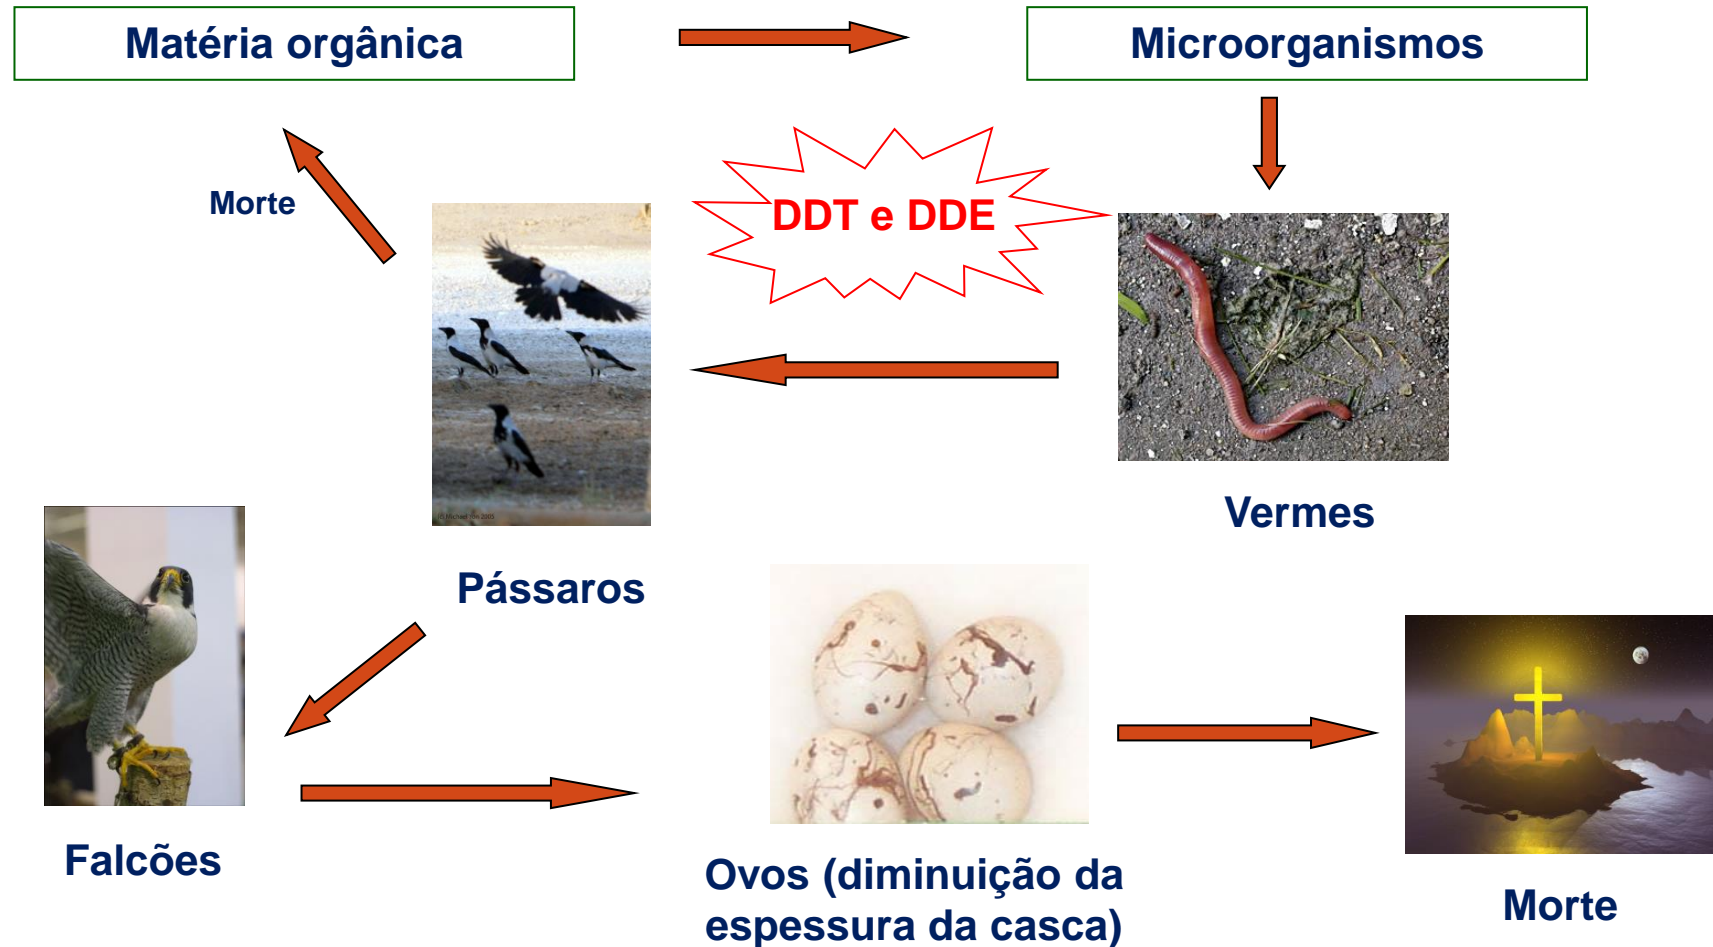 Matéria orgânica
Microorganismos
Morte
DDT e DDE
Vermes
Pássaros
Falcões
Ovos (diminuição da
espessura da casca)
Morte